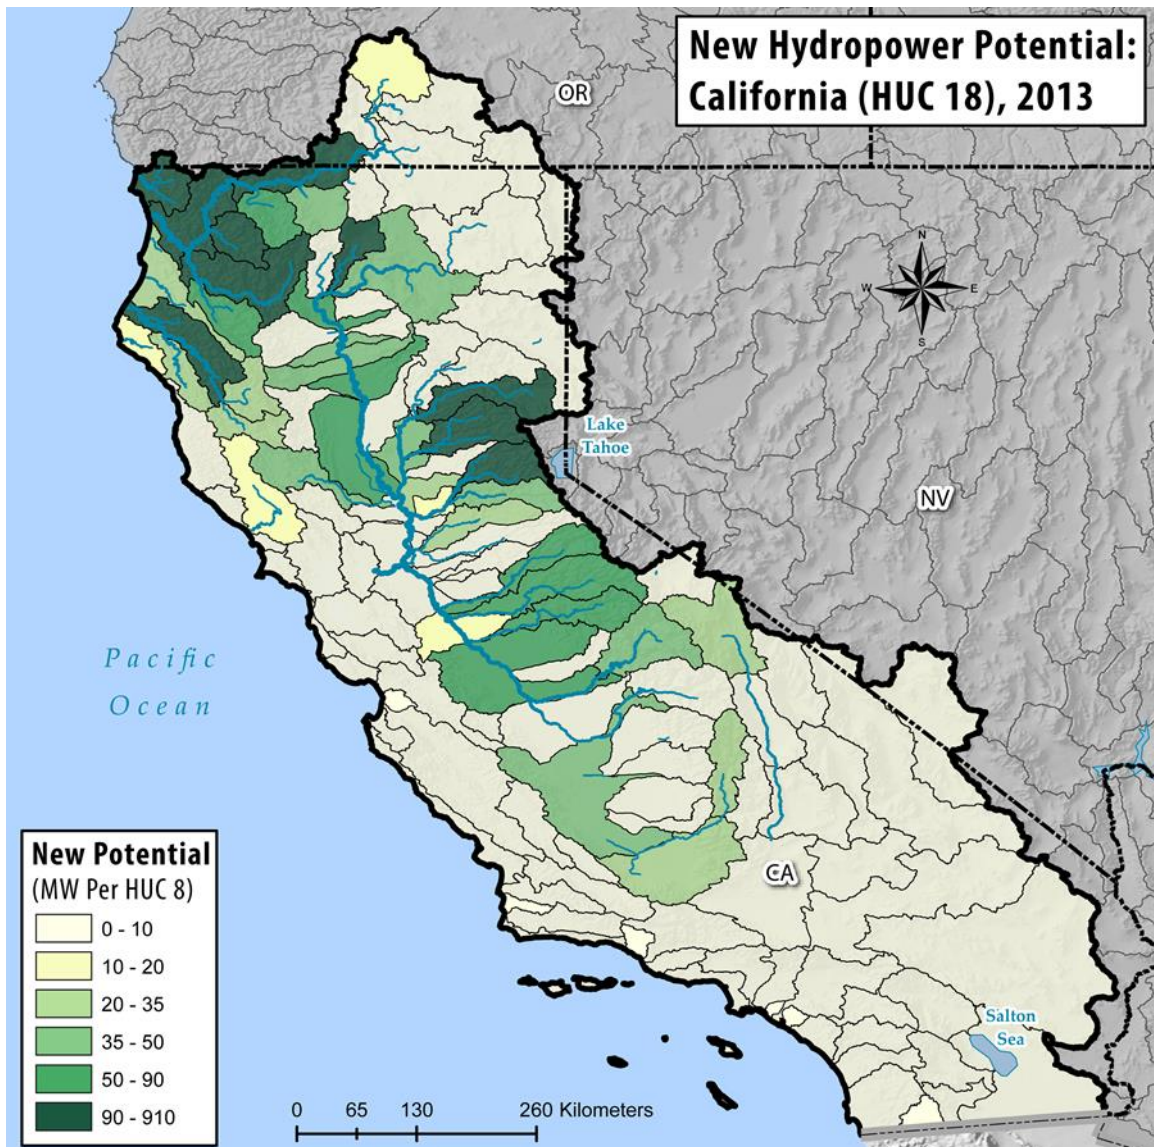 New Hydropower Potential:
California (HUC 18), 2013
OR
N
W
E
S
Lake
Tahoe
NV
Pacific
Ocean
CA
Salton
Sea
New Potential
(MW Per HUC 8)
0 - 10
10 - 20
20 - 35
35 - 50
50 - 90
90 - 910
0 65 130 260 Kilometers